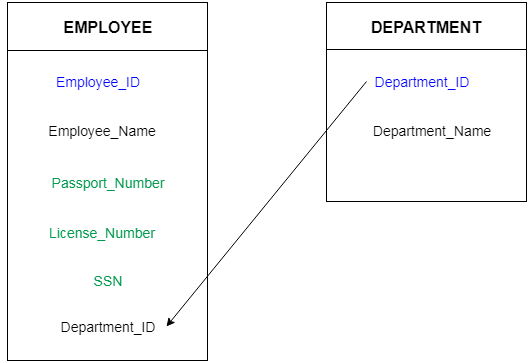 EMPLOYEE
Employee_ID
Employee_Name
Passport_Number
License_Number
SSN
Department_ID
DEPARTMENT
Department_ID
Department_Name